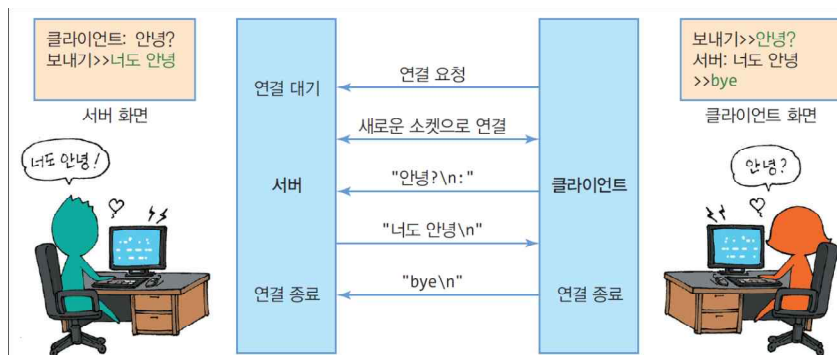 클라이언트: 안녕?
보내기>>너도 안녕
서버 화면
너도 안녕!
연결 대기
서버
연결 종료
연결 요청
새로운 소켓으로 연결
"안녕?\n:"
"너도 안녕\n"
"bye\n"
클라이언트
연결 종료
보내기>>안녕?
서버: 너도 안녕
>>bye
클라이언트 화면
안녕?